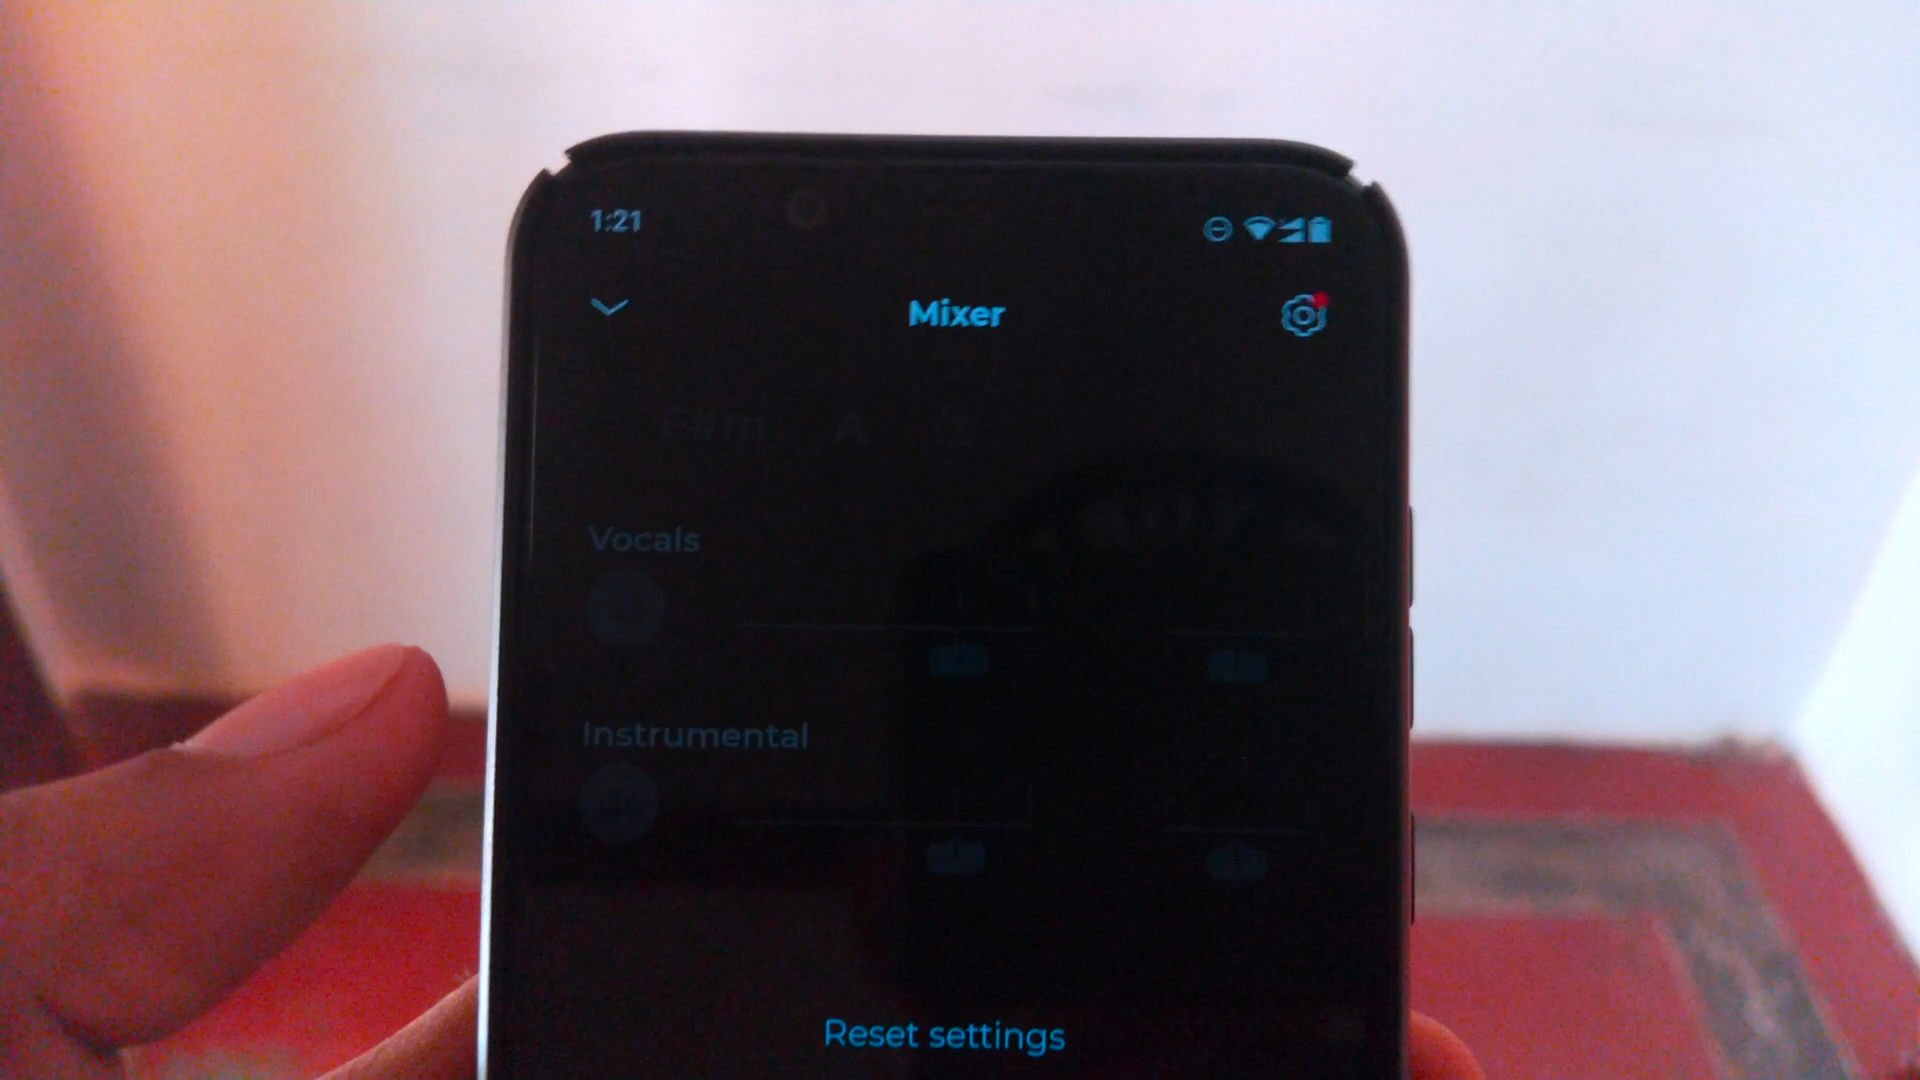 1:21
Mixer
F#m A
Vocals
Instrumental
Reset settings